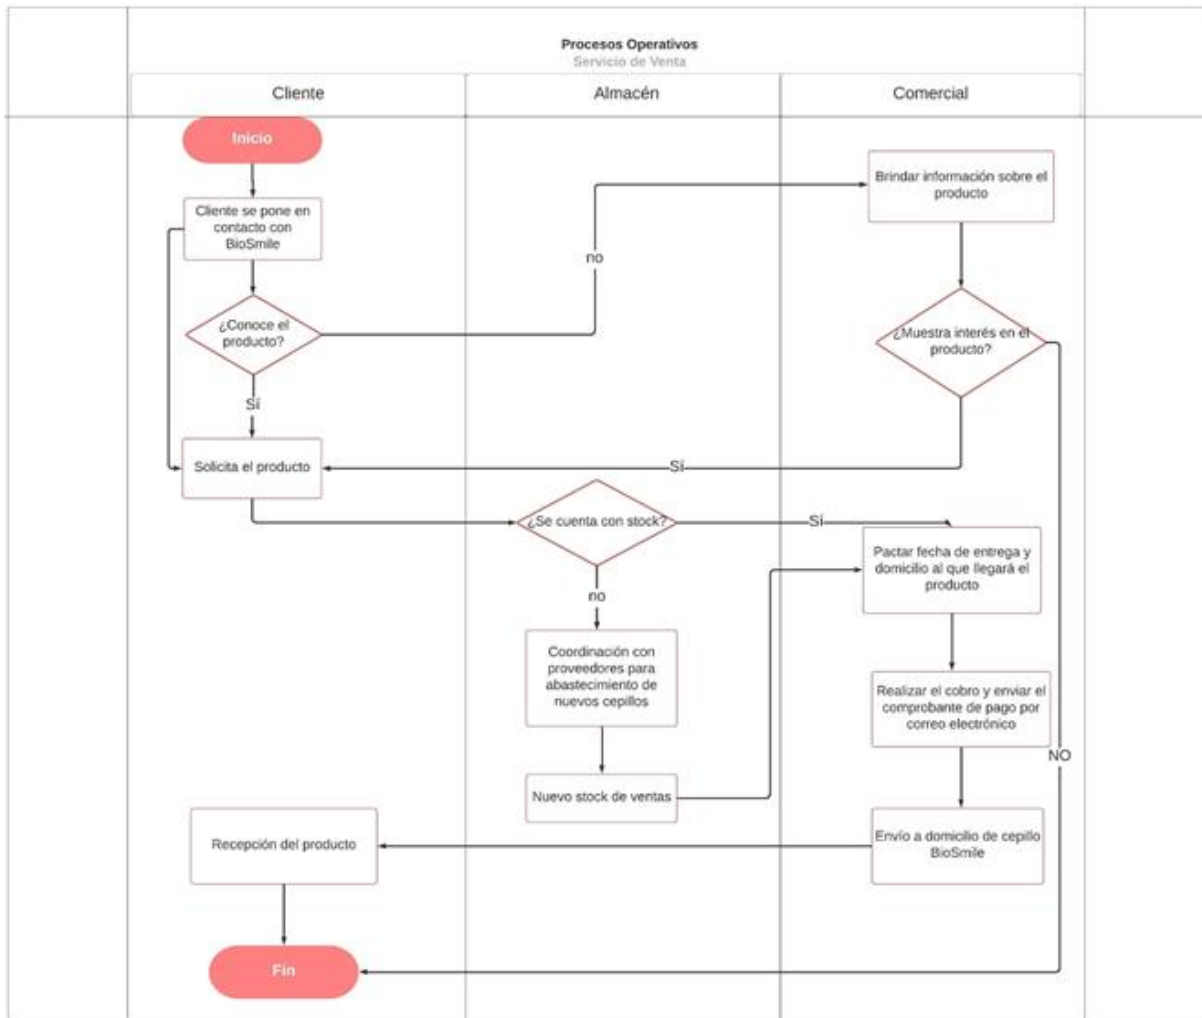 Procesos Operativos
Servicio de Venta
Cliente
Almacén
Comercial
Inicio
Cliente se pone en
contacto con
BioSmile
Brindar información sobre el
producto
no
¿Conoce el
producto?
¿Muestra interés en el
producto?
Sí
Solicita el producto
Sí
¿Se cuenta con stock?
Sí
Pactar fecha de entrega y
domicilio al que llegará el
producto
no
Coordinación con
proveedores para
abastecimiento de
nuevos cepillos
Realizar el cobro y enviar el
comprobante de pago por
correo electrónico
NO
Nuevo stock de ventas
Recepción del producto
Envío a domicilio de cepillo
BioSmile
Fin